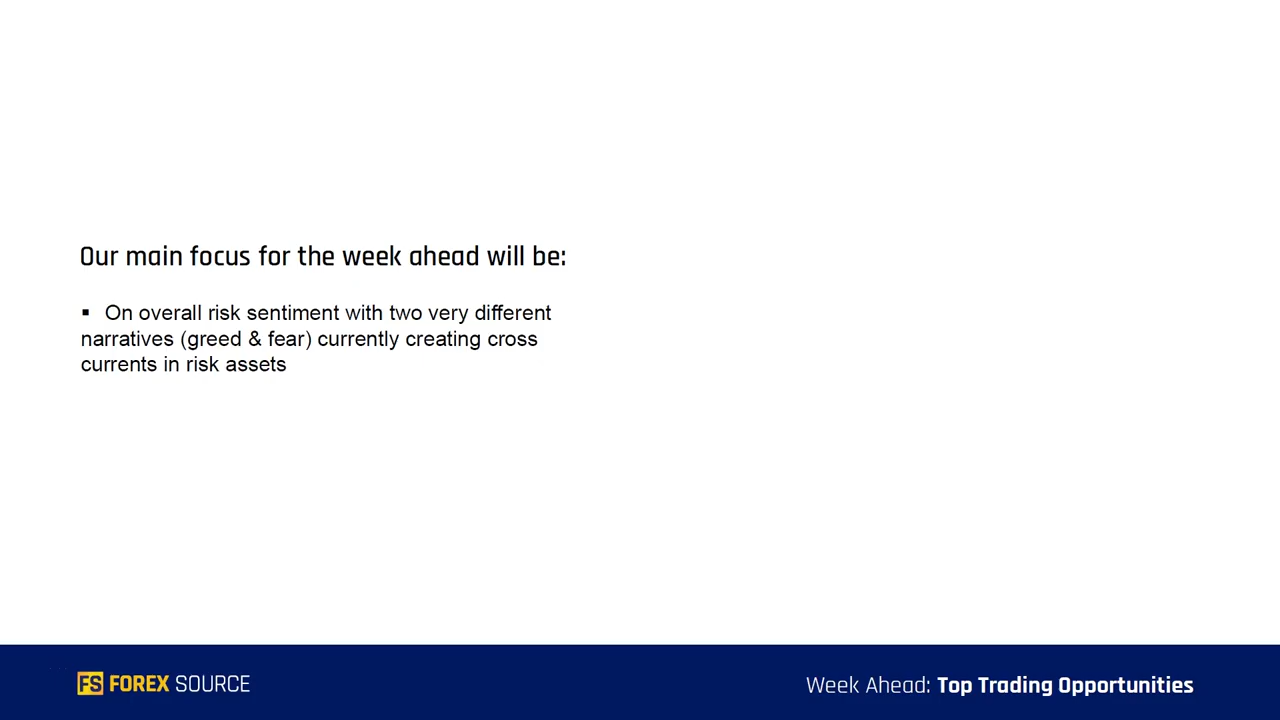 Our main focus for the week ahead will be:
▪ On overall risk sentiment with two very different
narratives (greed & fear) currently creating cross
currents in risk assets
FS FOREX SOURCE
Week Ahead: Top Trading Opportunities